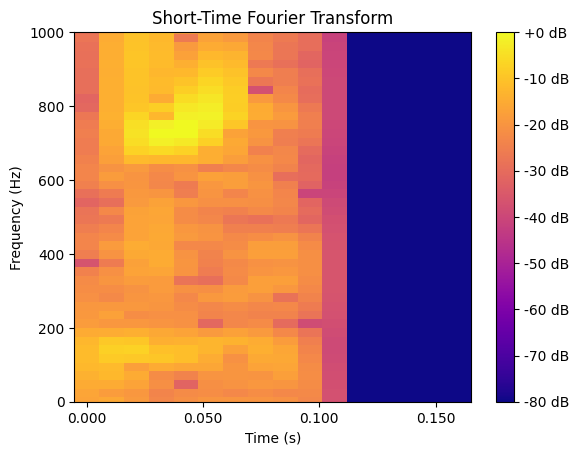 Short-Time Fourier Transform
1000
800
600
400
200
0
Frequency (Hz)
0.000
0.050
0.100
0.150
Time (s)
+0 dB
-10 dB
-20 dB
-30 dB
-40 dB
-50 dB
-60 dB
-70 dB
-80 dB